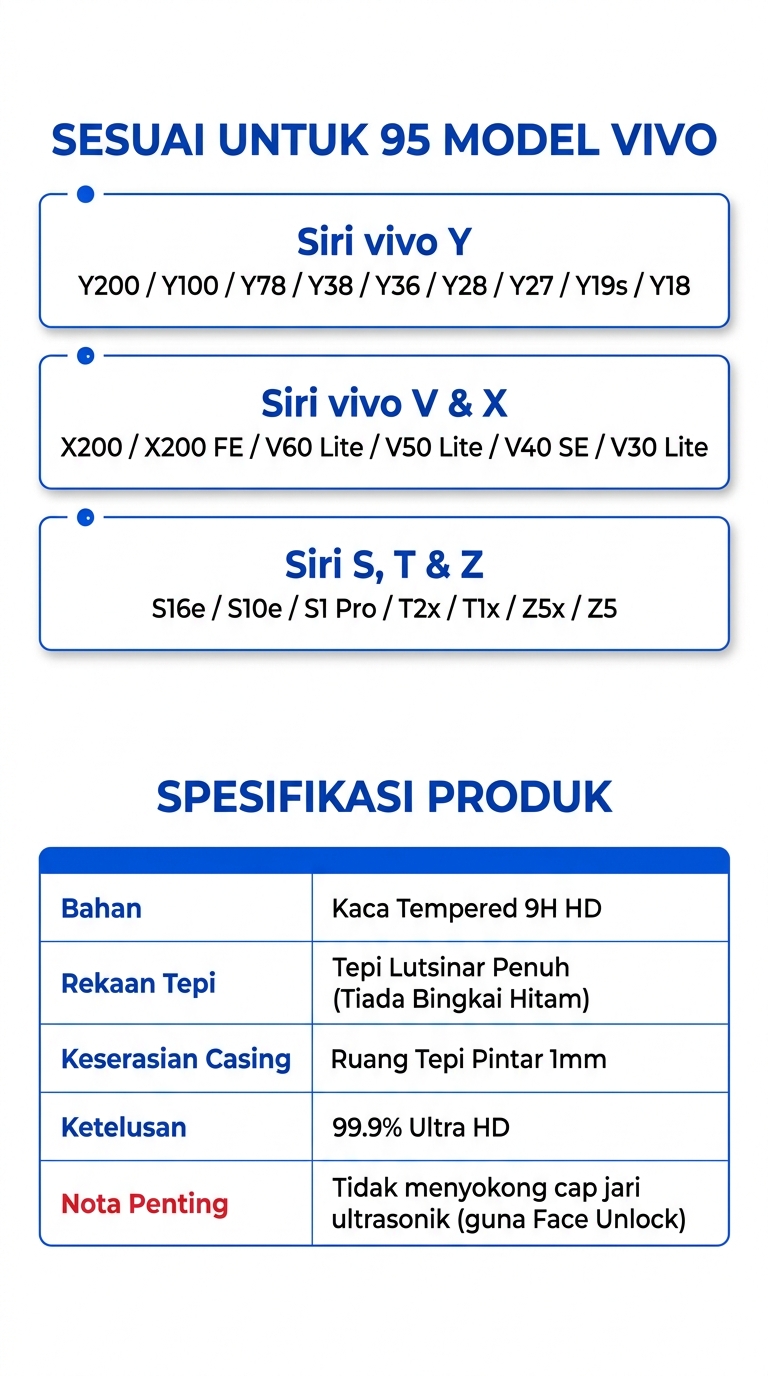 SESUAI UNTUK 95 MODEL VIVO
Siri vivo Y
Y200 / Y100 / Y78 / Y38 / Y36 / Y28 / Y27 / Y19s / Y18
Siri vivo V & X
X200 / X200 FE / V60 Lite / V50 Lite / V40 SE / V30 Lite
Siri S, T & Z
S16e / S10e / S1 Pro / T2x / T1x / Z5x / Z5
SPESIFIKASI PRODUK
Bahan
Kaca Tempered 9H HD
Rekaan Tepi
Tepi Lutsinar Penuh
(Tiada Bingkai Hitam)
Keserasian Casing
Ruang Tepi Pintar 1mm
Ketelusan
99.9% Ultra HD
Nota Penting
Tidak menyokong cap jari
ultrasonik (guna Face Unlock)